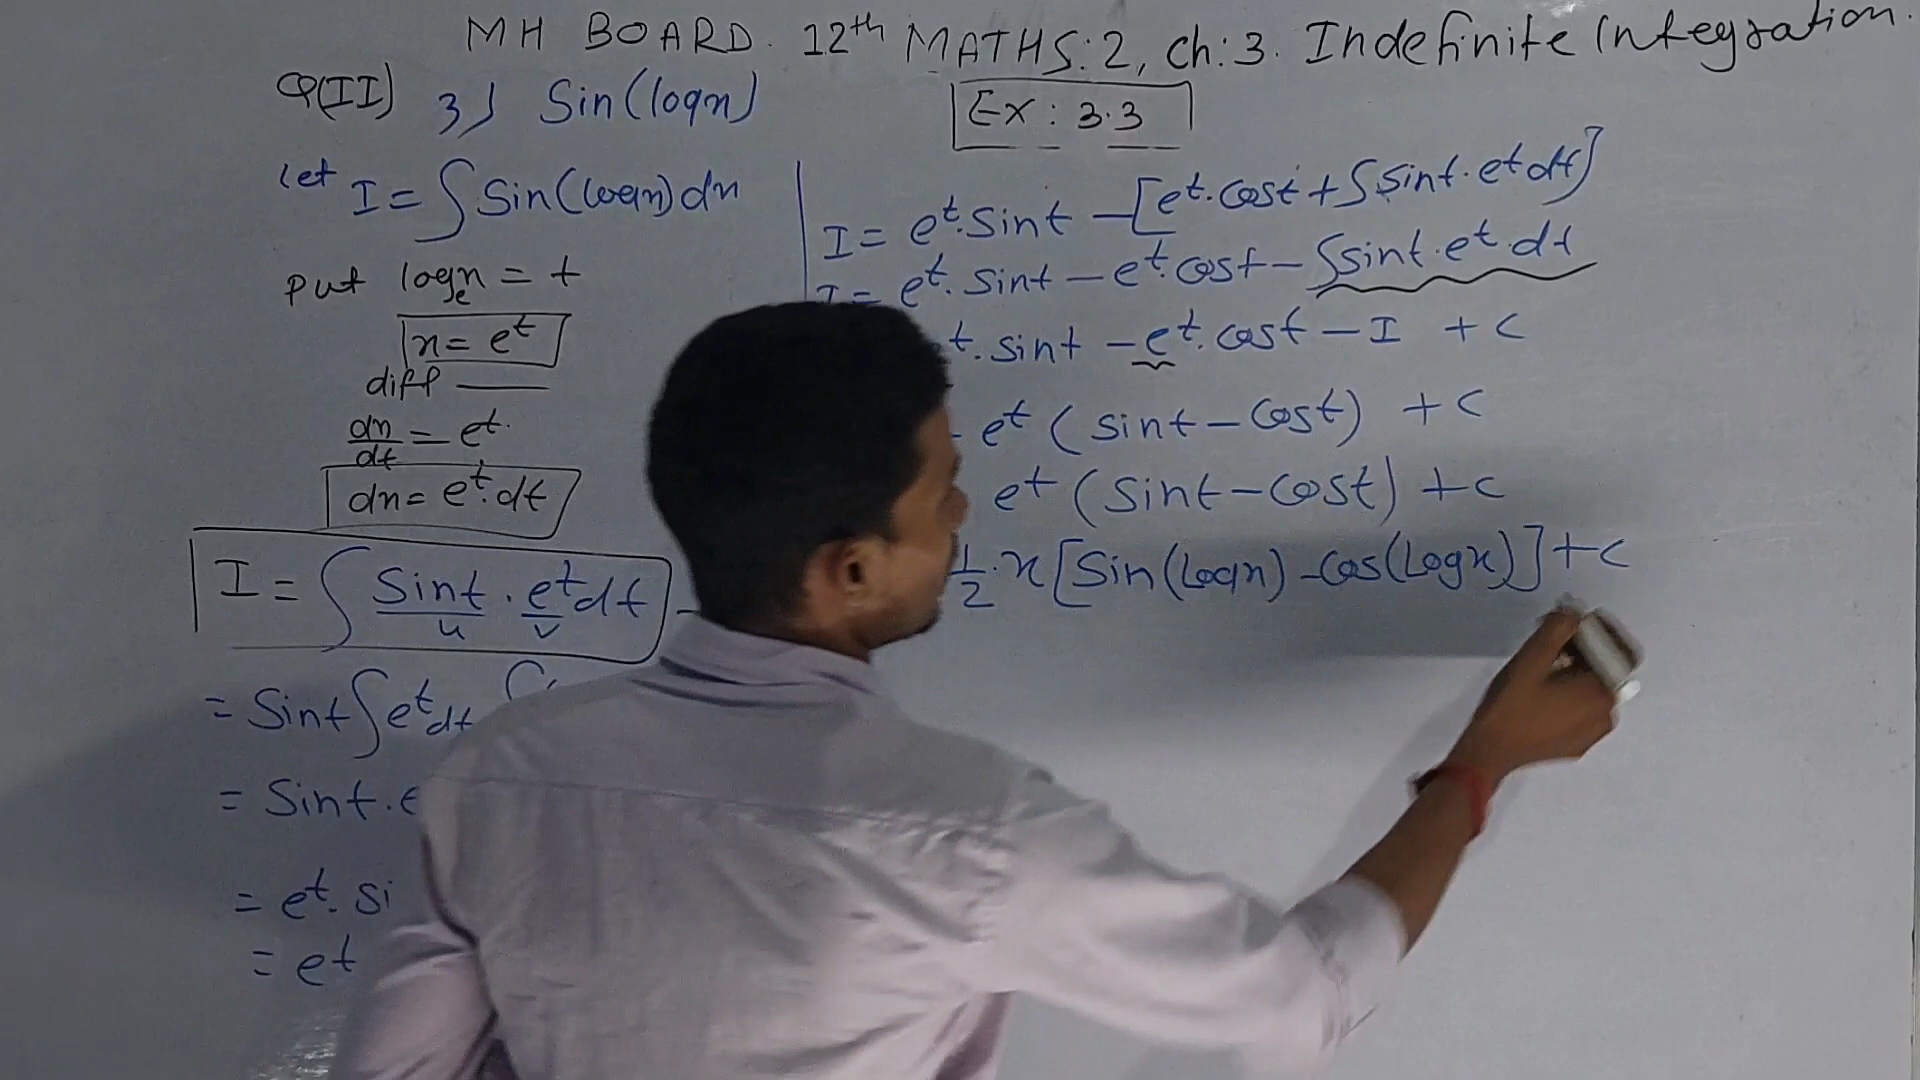 MH BOARD. 12th MATHS: 2, Ch: 3. Indefinite Integration.
Q(II) 3) Sin(logx)
Ex : 3.3
Let I = ∫ Sin(logx) dx
Put logₑx = t
x = e^t
diff
dx/dt = e^t.
dx = e^t. dt
I = ∫ Sint . e^t dt
u v
= Sint ∫ e^t dt
= Sint .
= e^t. Si
= e^t
I = e^t. Sint - [e^t. Cost + ∫ Sint. e^t dt]
I = e^t. Sint - e^t. cost - ∫ Sint. e^t. dt
t. Sint - e^t. cost - I + C
e^t (Sint - Cost) + C
e^t (Sint - Cost) + C
1/2 . x [Sin(Logx) - Cos(Logx)] + C